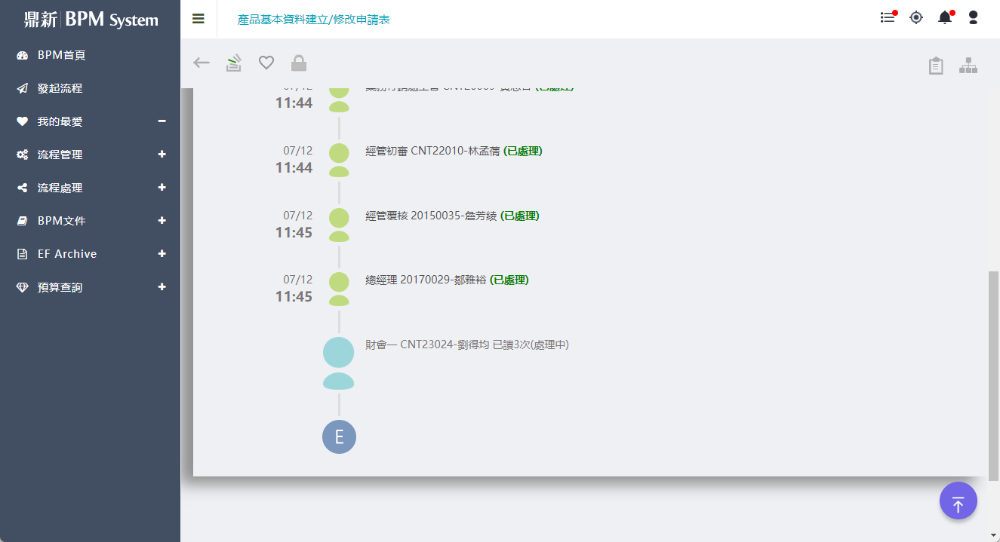 鼎新 BPM System
產品基本資料建立/修改申請表
BPM首頁
發起流程
我的最愛
流程管理
流程處理
BPM文件
EF Archive
預算查詢
11:44
07/12
11:44
經管初審 CNT22010-林孟蒨 (已處理)
07/12
11:45
經管覆核 20150035-詹芳綾 (已處理)
07/12
11:45
總經理 20170029-鄒雅裕 (已處理)
財會一 CNT23024-劉得均 已讀3次(處理中)
E